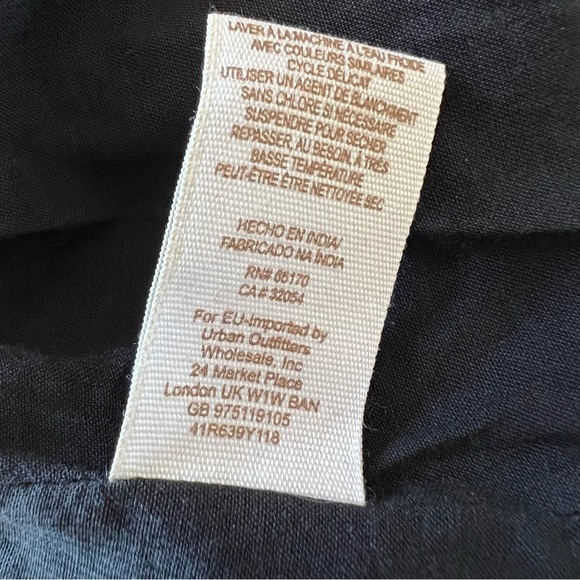 LAVER À LA MACHINE À L'EAU FROIDE
AVEC COULEURS SIMILAIRES
CYCLE DÉLICAT
UTILISER UN AGENT DE BLANCHIMENT
SANS CHLORE SI NÉCESSAIRE
SUSPENDRE POUR SÉCHER
REPASSER, AU BESOIN, À TRÈS
BASSE TEMPÉRATURE
PEUT-ÊTRE ÊTRE NETTOYÉE SEC
HECHO EN INDIA/
FABRICADO NA ÍNDIA
RN# 66170
CA# 32054
For EU-Imported by
Urban Outfitters
Wholesale, Inc
24 Market Place
London UK W1W BAN
GB 975119105
41R639Y118